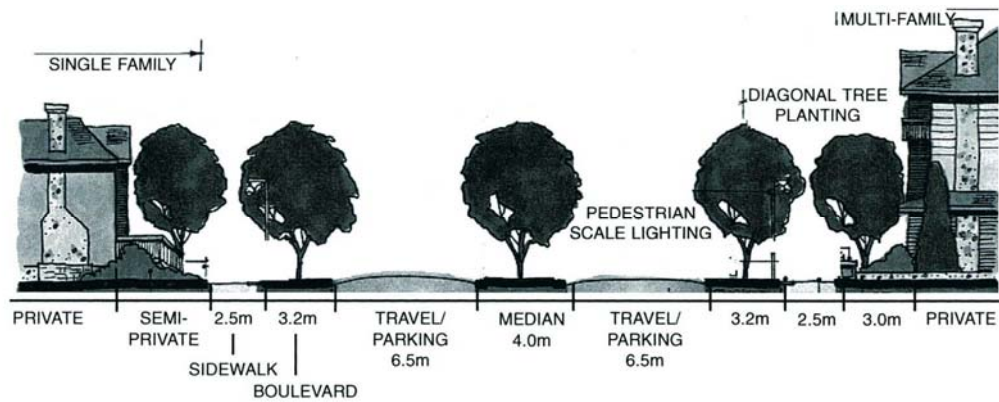 MULTI-FAMILY
SINGLE FAMILY
DIAGONAL TREE
PLANTING
PEDESTRIAN
SCALE LIGHTING
PRIVATE
SEMI-
PRIVATE
2.5m
3.2m
TRAVEL/
PARKING
6.5m
MEDIAN
4.0m
TRAVEL/
PARKING
6.5m
3.2m
2.5m
3.0m
PRIVATE
SIDEWALK
BOULEVARD